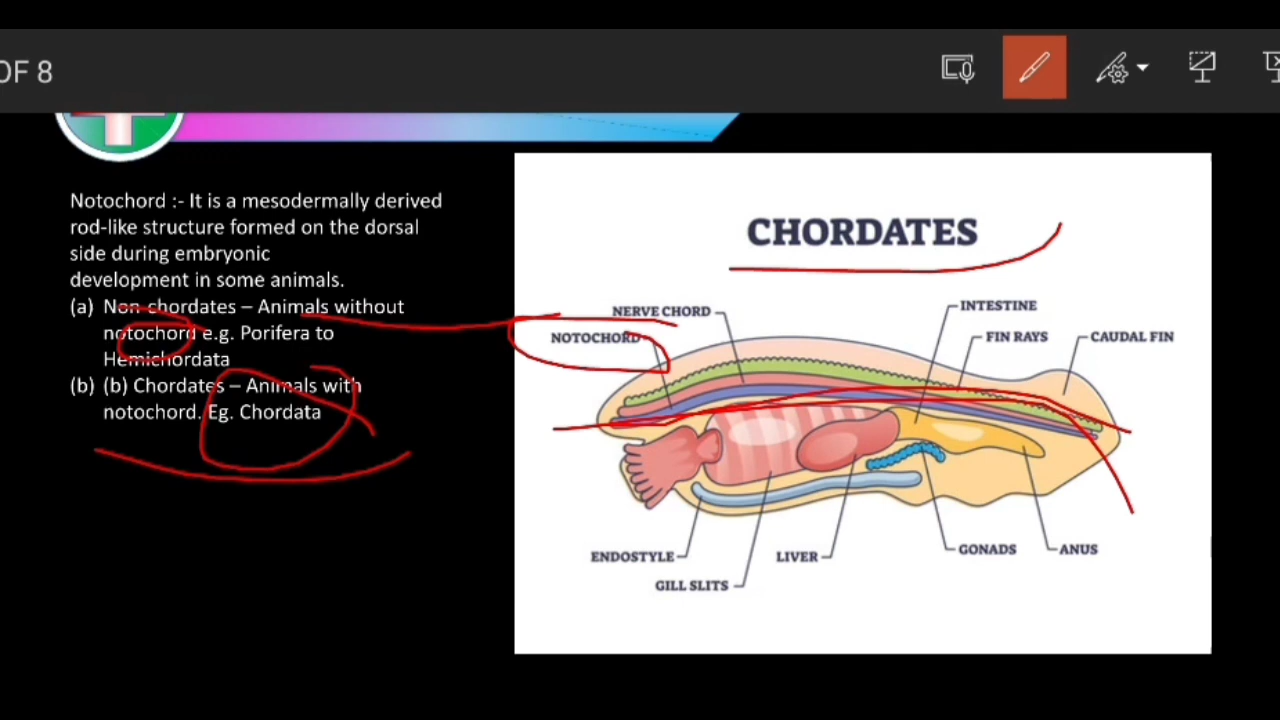 OF 8
Notochord :- It is a mesodermally derived
rod-like structure formed on the dorsal
side during embryonic
development in some animals.
(a) Non-chordates – Animals without
notochord e.g. Porifera to
Hemichordata
(b) (b) Chordates – Animals with
notochord. Eg. Chordata
CHORDATES
NERVE CHORD
INTESTINE
NOTOCHORD
FIN RAYS
CAUDAL FIN
ENDOSTYLE
LIVER
GONADS
ANUS
GILL SLITS